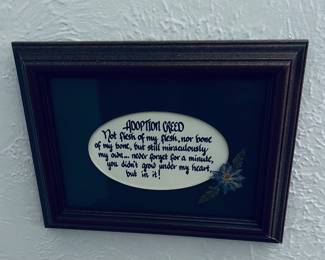 ADOPTION CREED
Not flesh of my flesh, nor bone
of my bone, but still miraculously
my own... never forget for a minute,
you didn't grow under my heart,
but in it!